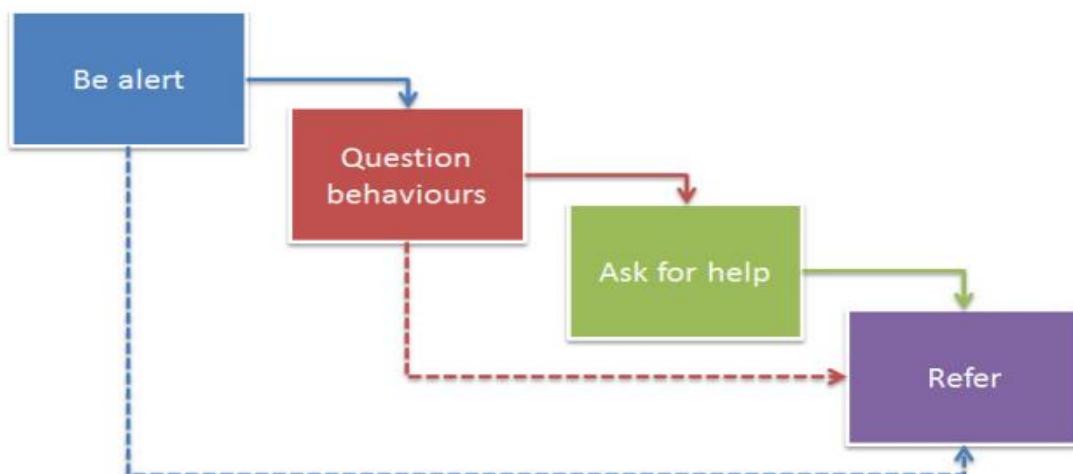 Be alert
Question
behaviours
Ask for help
Refer